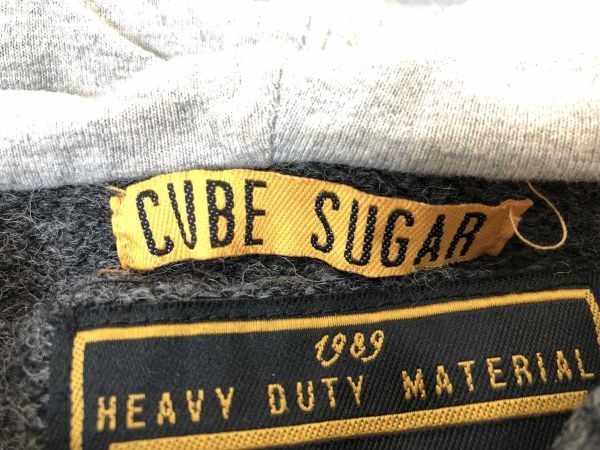 CUBE SUGAR
1989
HEAVY DUTY MATERIAL